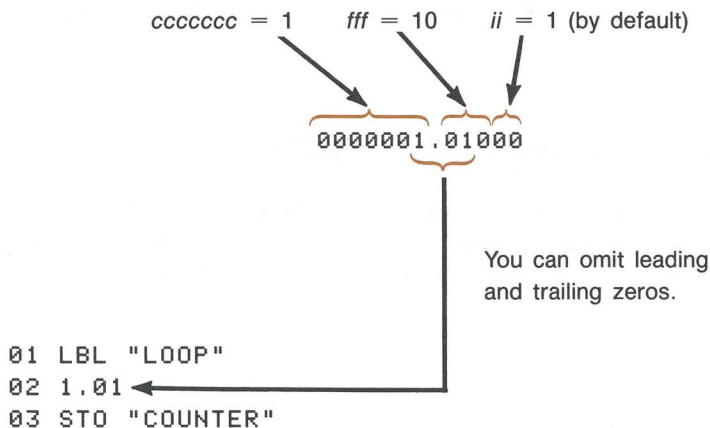 ccccccc = 1 fff = 10 ii = 1 (by default)
0000001.01000
You can omit leading
and trailing zeros.
01 LBL "LOOP"
02 1.01
03 STO "COUNTER"